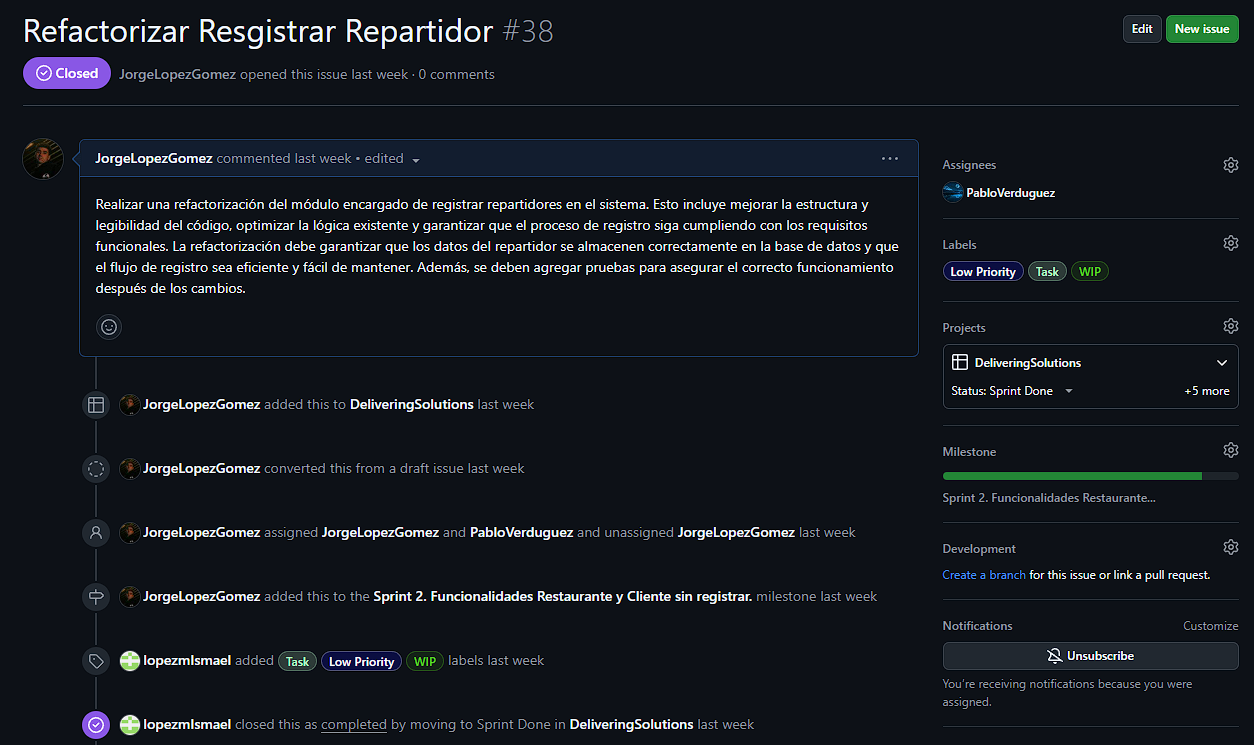 Refactorizar Resgistrar Repartidor #38
Edit
New issue
Closed
JorgeLopezGomez opened this issue last week · 0 comments
JorgeLopezGomez commented last week • edited
Realizar una refactorización del módulo encargado de registrar repartidores en el sistema. Esto incluye mejorar la estructura y
legibilidad del código, optimizar la lógica existente y garantizar que el proceso de registro siga cumpliendo con los requisitos
funcionales. La refactorización debe garantizar que los datos del repartidor se almacenen correctamente en la base de datos y que
el flujo de registro sea eficiente y fácil de mantener. Además, se deben agregar pruebas para asegurar el correcto funcionamiento
después de los cambios.
JorgeLopezGomez added this to DeliveringSolutions last week
JorgeLopezGomez converted this from a draft issue last week
JorgeLopezGomez assigned JorgeLopezGomez and PabloVerduguez and unassigned JorgeLopezGomez last week
JorgeLopezGomez added this to the Sprint 2. Funcionalidades Restaurante y Cliente sin registrar. milestone last week
lopezmIsmael added Task Low Priority WIP labels last week
lopezmIsmael closed this as completed by moving to Sprint Done in DeliveringSolutions last week
Assignees
PabloVerduguez
Labels
Low Priority Task WIP
Projects
DeliveringSolutions
Status: Sprint Done
+5 more
Milestone
Sprint 2. Funcionalidades Restaurante...
Development
Create a branch for this issue or link a pull request.
Notifications
Customize
Unsubscribe
You're receiving notifications because you were
assigned.